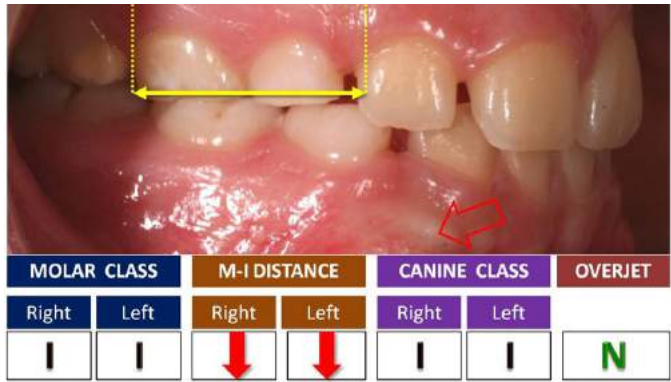 MOLAR CLASS M-I DISTANCE CANINE CLASS OVERJET
Right Left Right Left Right Left
I I I I N